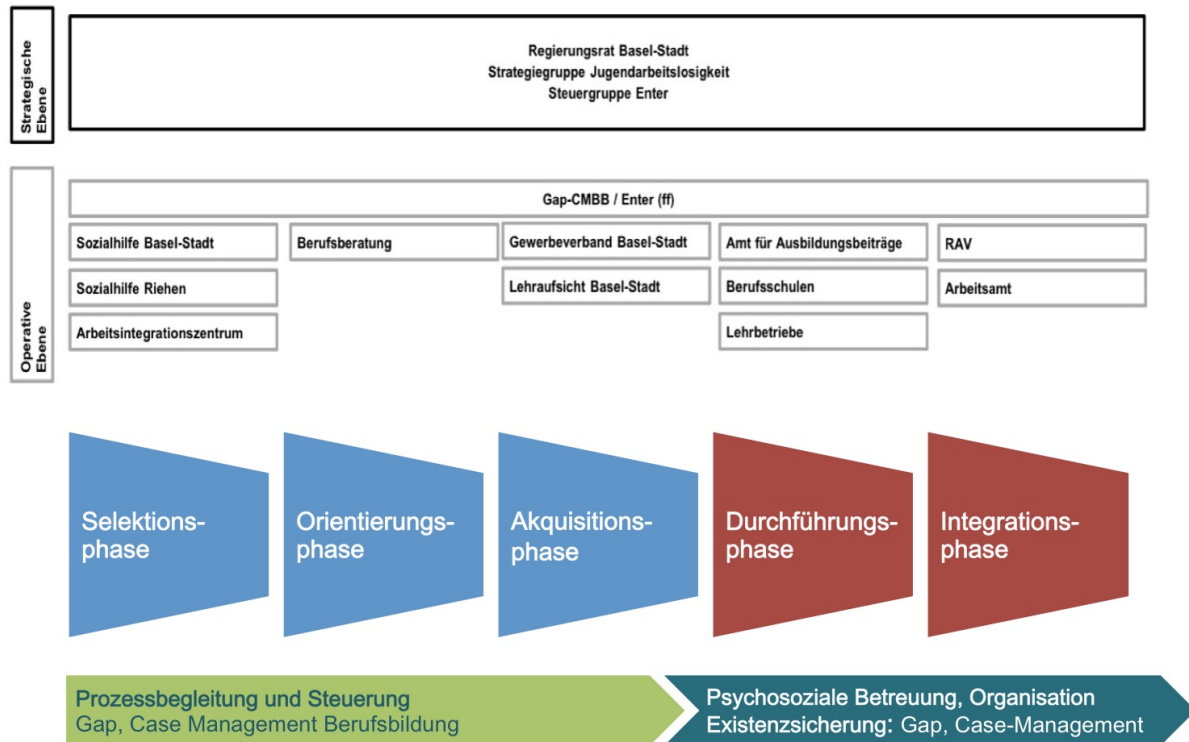 Strategische
Ebene
Regierungsrat Basel-Stadt
Strategiegruppe Jugendarbeitslosigkeit
Steuergruppe Enter
Operative
Ebene
Gap-CMBB / Enter (ff)
Sozialhilfe Basel-Stadt
Sozialhilfe Riehen
Arbeitsintegrationszentrum
Berufsberatung
Gewerbeverband Basel-Stadt
Lehraufsicht Basel-Stadt
Amt für Ausbildungsbeiträge
Berufsschulen
Lehrbetriebe
RAV
Arbeitsamt
Selektions-
phase
Orientierungs-
phase
Akquisitions-
phase
Durchführungs-
phase
Integrations-
phase
Prozessbegleitung und Steuerung
Gap, Case Management Berufsbildung
Psychosoziale Betreuung, Organisation
Existenzsicherung: Gap, Case-Management